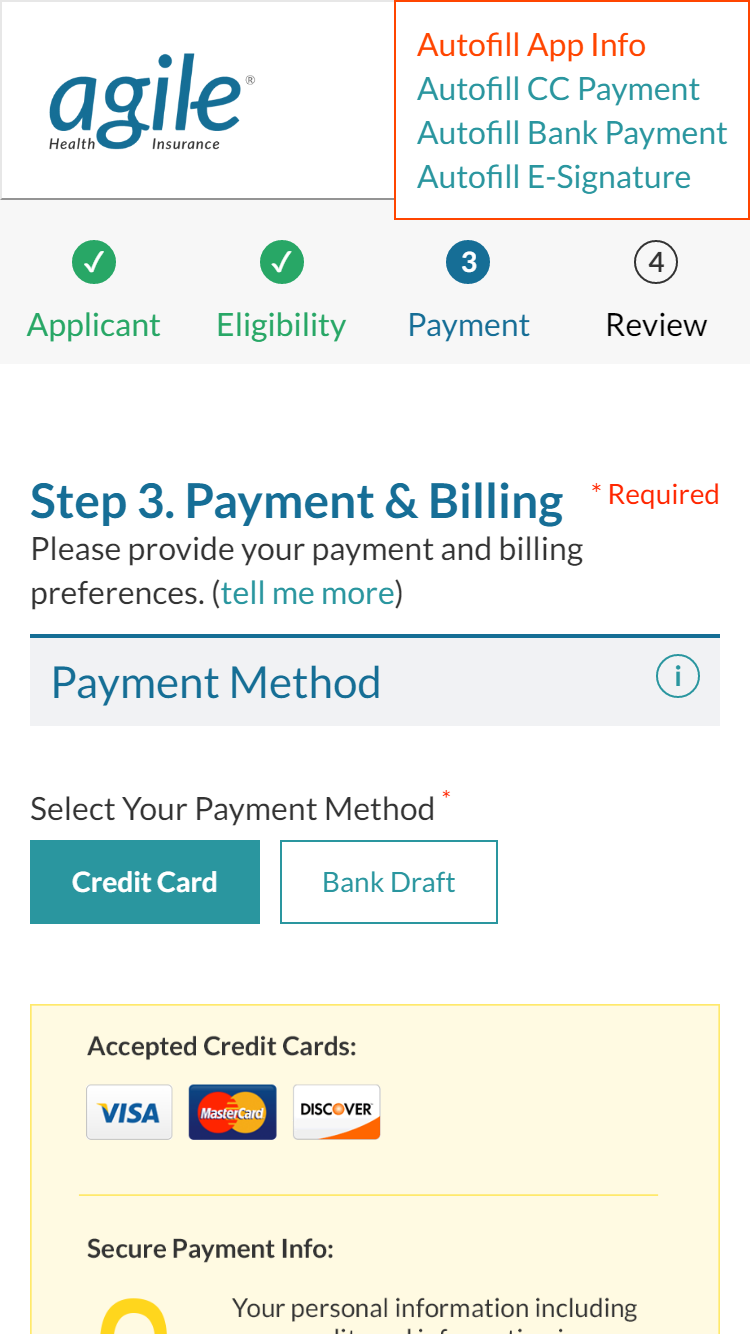 agile®
Health Insurance
Autofill App Info
Autofill CC Payment
Autofill Bank Payment
Autofill E-Signature
3 4
Applicant Eligibility Payment Review
Step 3. Payment & Billing * Required
Please provide your payment and billing
preferences. (tell me more)
Payment Method i
Select Your Payment Method *
Credit Card Bank Draft
Accepted Credit Cards:
VISA MasterCard DISCOVER
Secure Payment Info:
Your personal information including